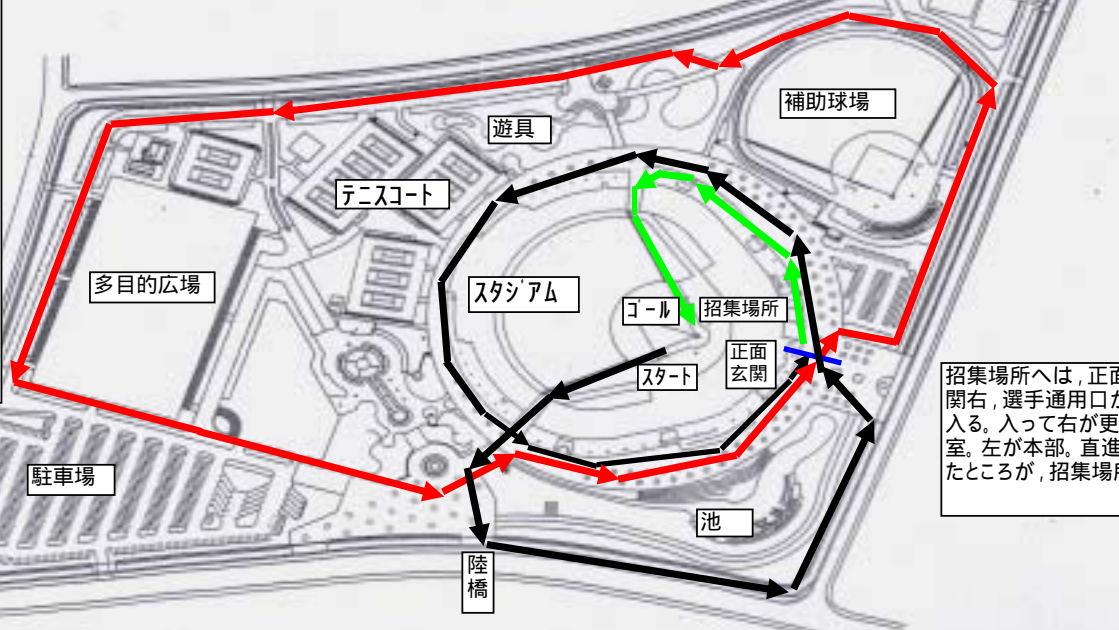 補助球場
遊具
テニスコート
多目的広場
スタジアム
ゴール
招集場所
正面
玄関
スタート
招集場所へは，正面
関右，選手通用口が
入る。入って右が更
室。左が本部。直進
たところが，招集場所
駐車場
池
陸
橋